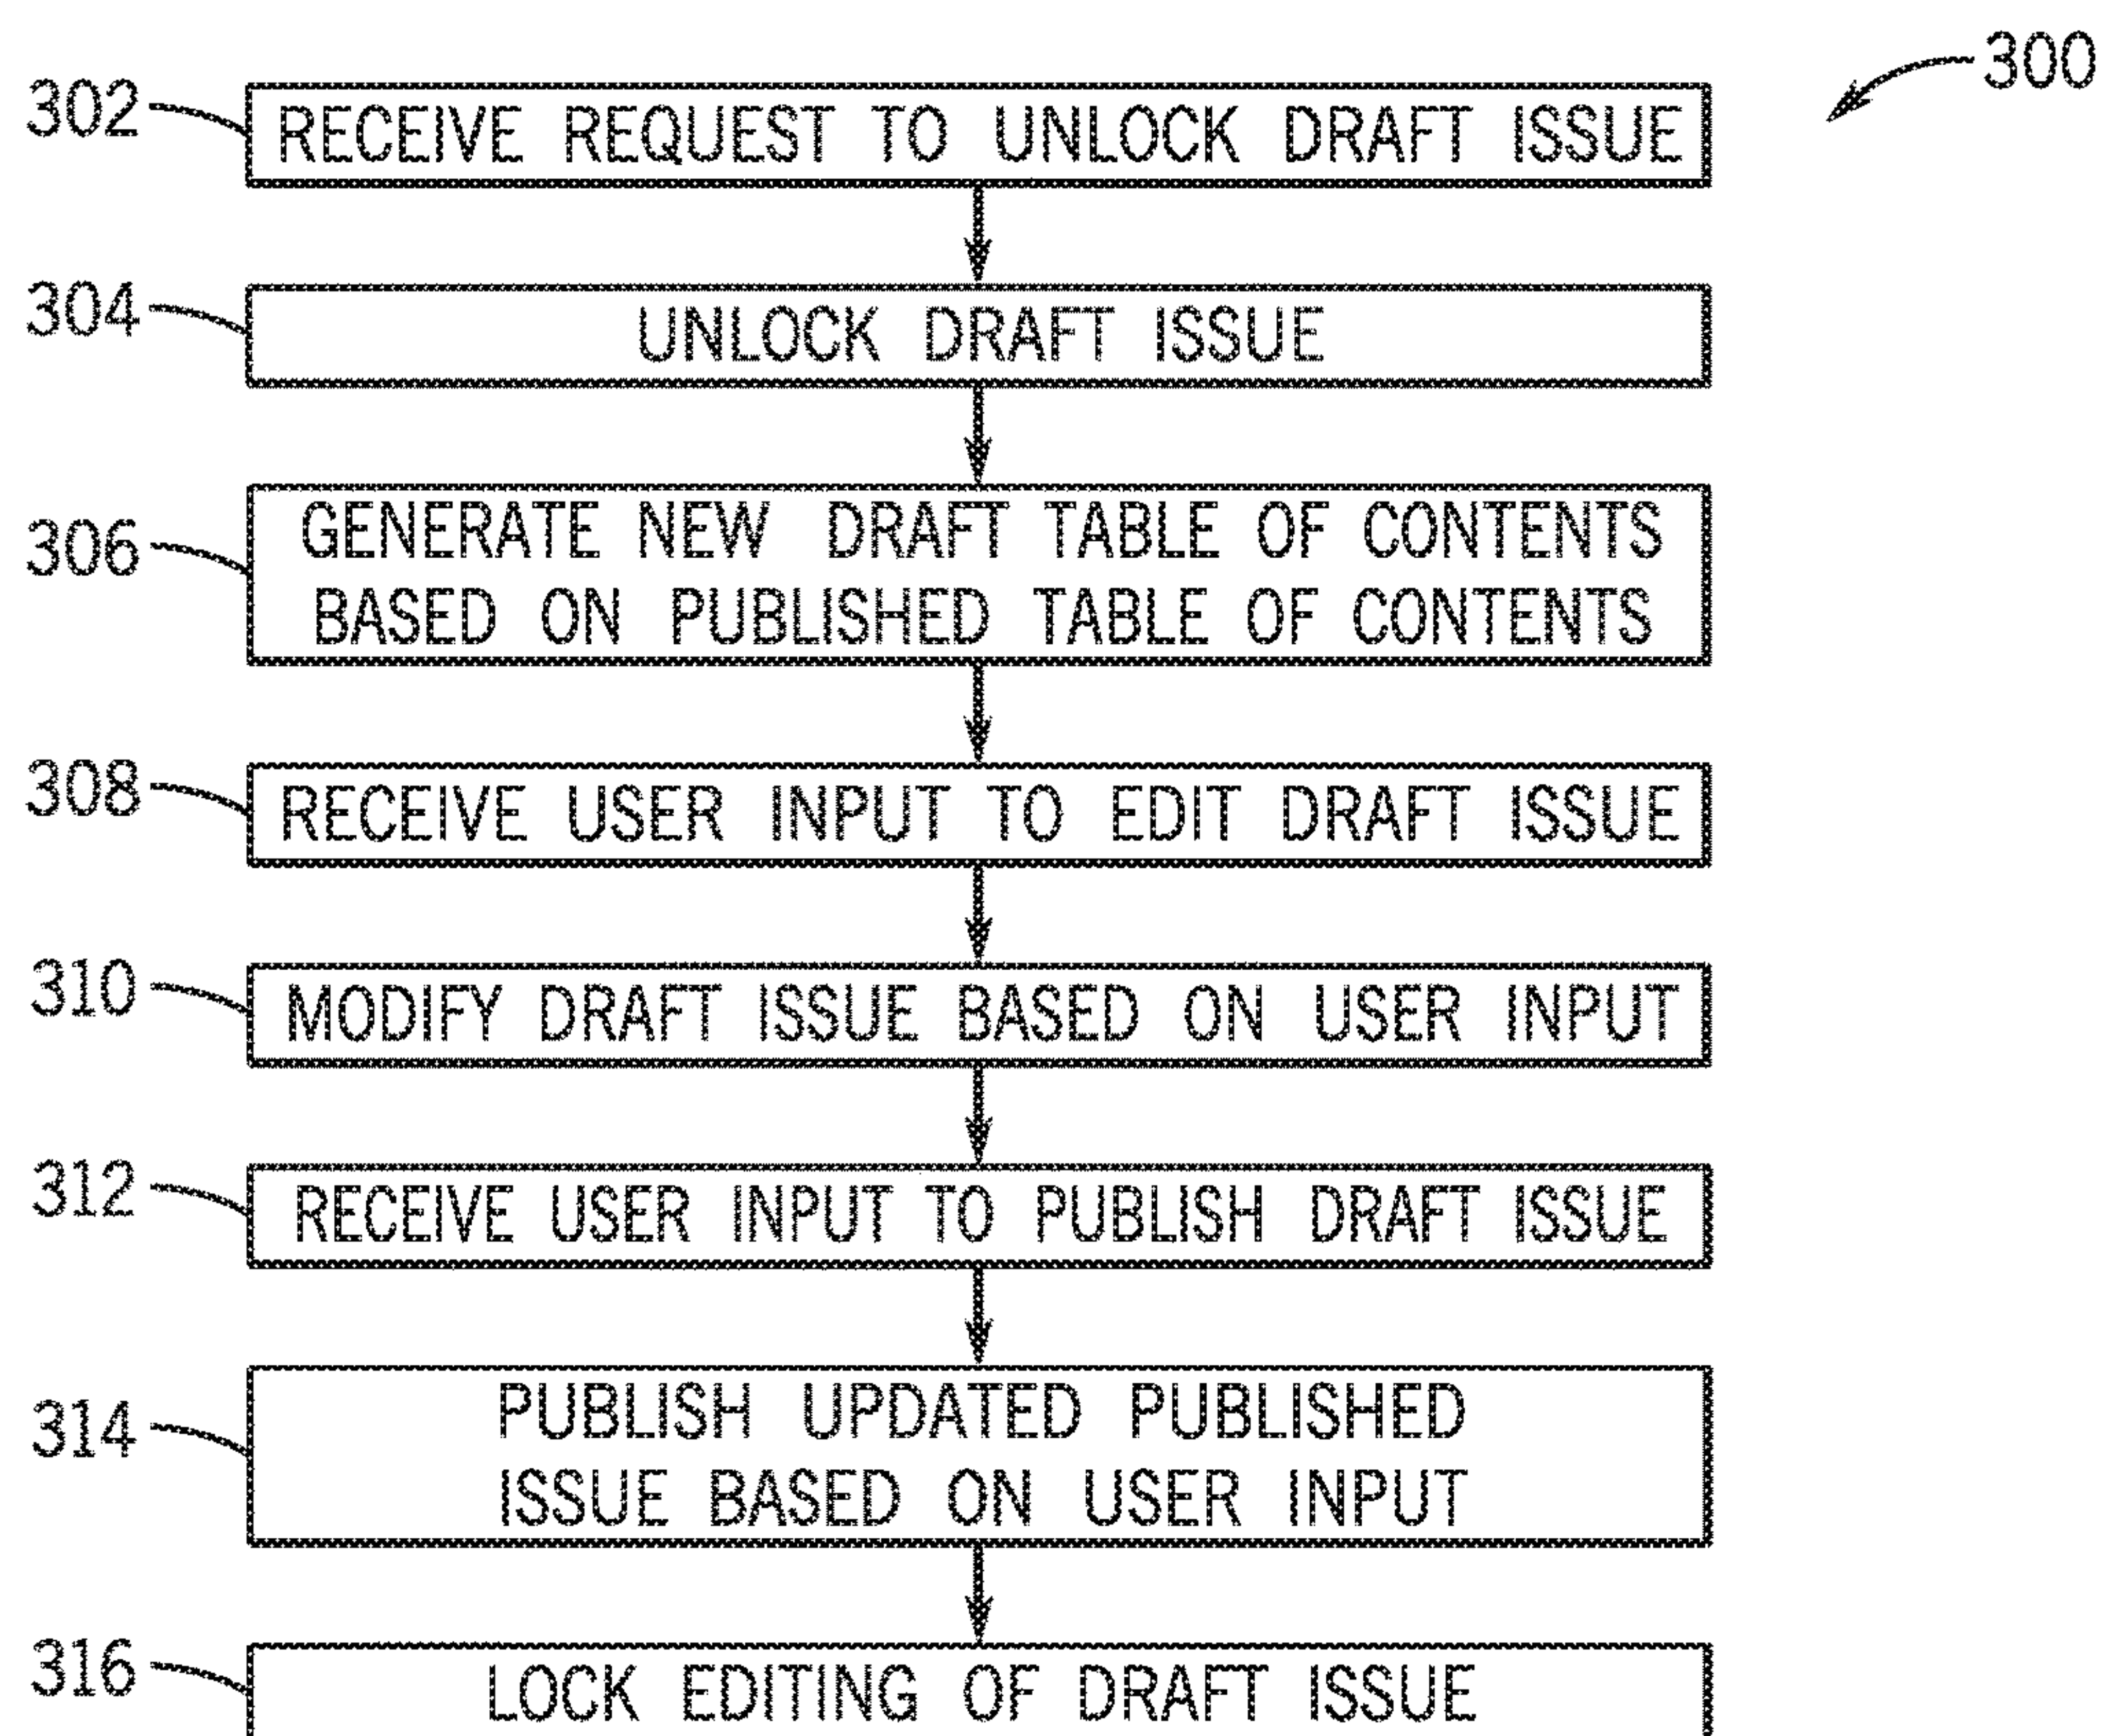 300
302 RECEIVE REQUEST TO UNLOCK DRAFT ISSUE
304 UNLOCK DRAFT ISSUE
306 GENERATE NEW DRAFT TABLE OF CONTENTS
BASED ON PUBLISHED TABLE OF CONTENTS
308 RECEIVE USER INPUT TO EDIT DRAFT ISSUE
310 MODIFY DRAFT ISSUE BASED ON USER INPUT
312 RECEIVE USER INPUT TO PUBLISH DRAFT ISSUE
314 PUBLISH UPDATED PUBLISHED
ISSUE BASED ON USER INPUT
316 LOCK EDITING OF DRAFT ISSUE